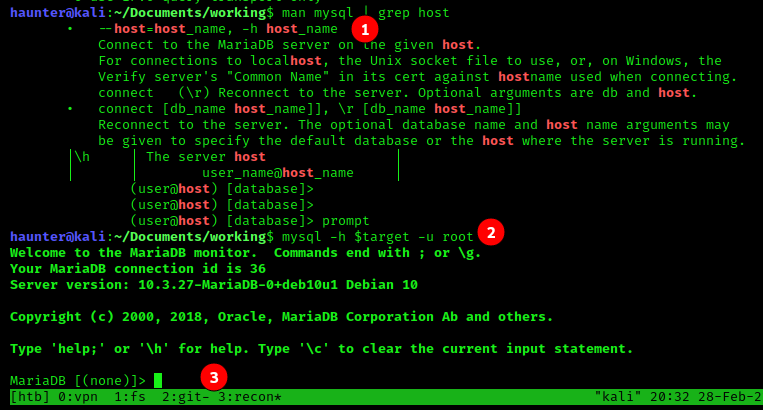 haunter@kali:~/Documents/working$ man mysql | grep host
• --host=host_name, -h host_name
1
Connect to the MariaDB server on the given host.
For connections to localhost, the Unix socket file to use, or, on Windows, the
Verify server's "Common Name" in its cert against hostname used when connecting.
connect (\r) Reconnect to the server. Optional arguments are db and host.
• connect [db_name host_name]], \r [db_name host_name]]
Reconnect to the server. The optional database name and host name arguments may
be given to specify the default database or the host where the server is running.
|\h | The server host |
| | user_name@host_name |
(user@host) [database]>
(user@host) [database]>
(user@host) [database]> prompt
haunter@kali:~/Documents/working$ mysql -h $target -u root
2
Welcome to the MariaDB monitor. Commands end with ; or \g.
Your MariaDB connection id is 36
Server version: 10.3.27-MariaDB-0+deb10u1 Debian 10
Copyright (c) 2000, 2018, Oracle, MariaDB Corporation Ab and others.
Type 'help;' or '\h' for help. Type '\c' to clear the current input statement.
MariaDB [(none)]>
3
[htb] 0:vpn 1:fs 2:git- 3:recon* "kali" 20:32 28-Feb-2